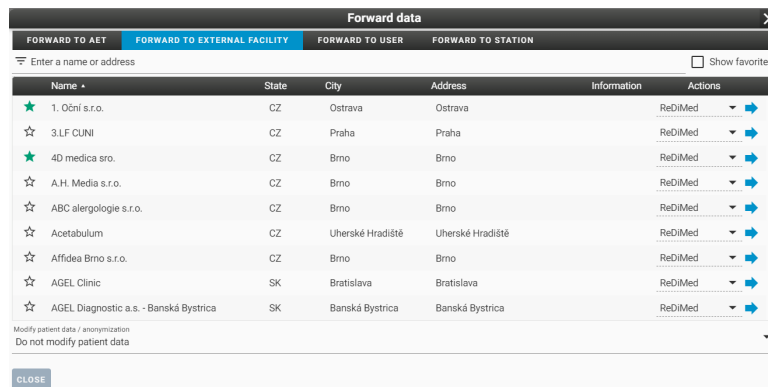 Forward data
FORWARD TO AET FORWARD TO EXTERNAL FACILITY FORWARD TO USER FORWARD TO STATION
Enter a name or address Show favorite
Name State City Address Information Actions
1. Oční s.r.o. CZ Ostrava Ostrava ReDiMed
3.LF CUNI CZ Praha Praha ReDiMed
4D medica sro. CZ Brno Brno ReDiMed
A.H. Media s.r.o. CZ Brno Brno ReDiMed
ABC alergologie s.r.o. CZ Brno Brno ReDiMed
Acetabulum CZ Uherské Hradiště Uherské Hradiště ReDiMed
Affidea Brno s.r.o. CZ Brno Brno ReDiMed
AGEL Clinic SK Bratislava Bratislava ReDiMed
AGEL Diagnostic a.s. - Banská Bystrica SK Banská Bystrica Banská Bystrica ReDiMed
Modify patient data / anonymization
Do not modify patient data
CLOSE